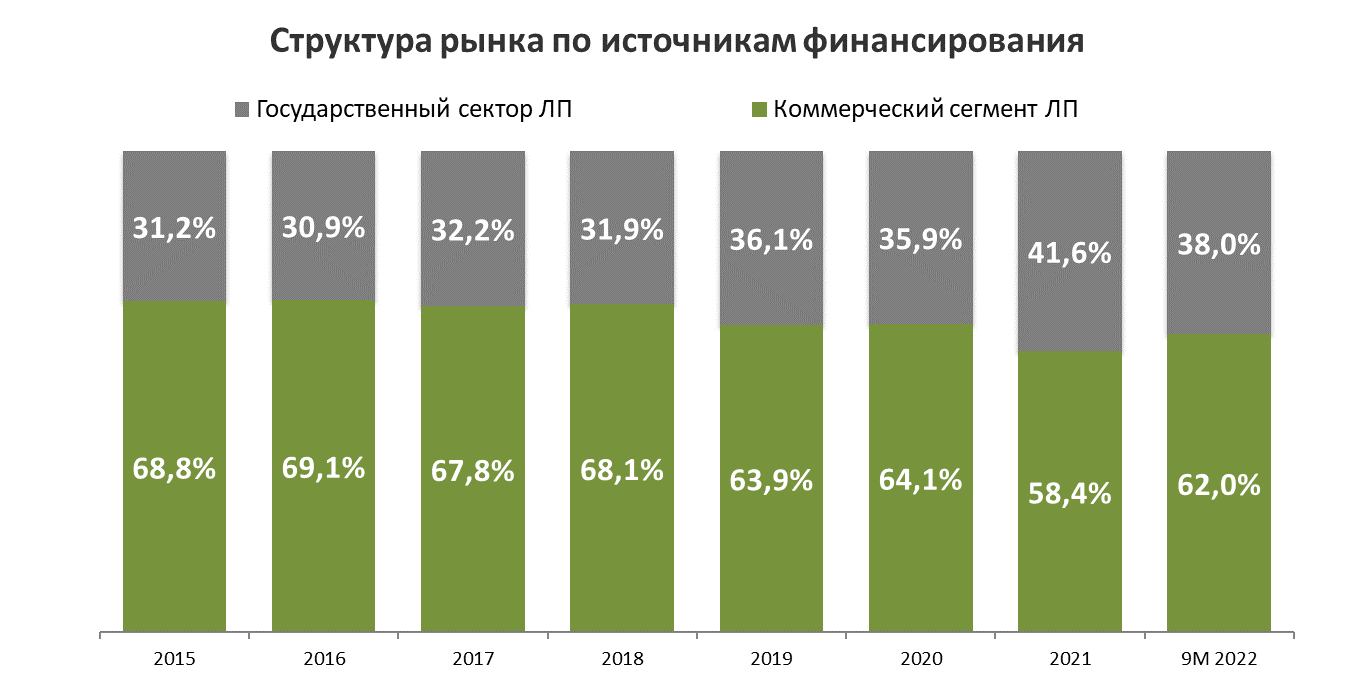 Структура рынка по источникам финансирования
Государственный сектор ЛП Коммерческий сегмент ЛП
31,2% 30,9% 32,2% 31,9% 36,1% 35,9% 41,6% 38,0%
68,8% 69,1% 67,8% 68,1% 63,9% 64,1% 58,4% 62,0%
2015 2016 2017 2018 2019 2020 2021 9М 2022